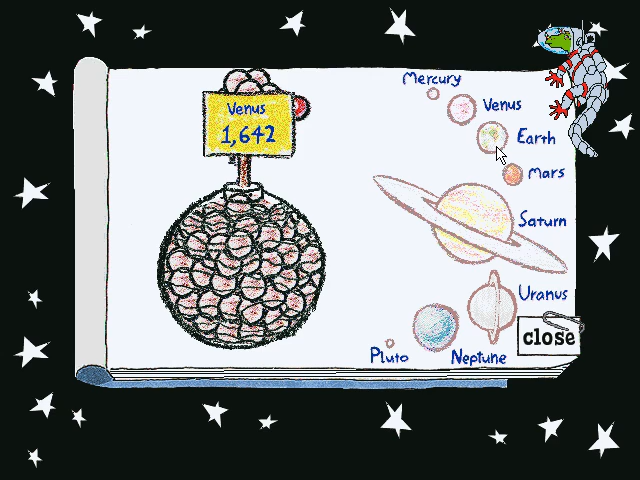 Mercury
Venus
1,642
Venus
Earth
Mars
Saturn
Uranus
close
Pluto
Neptune